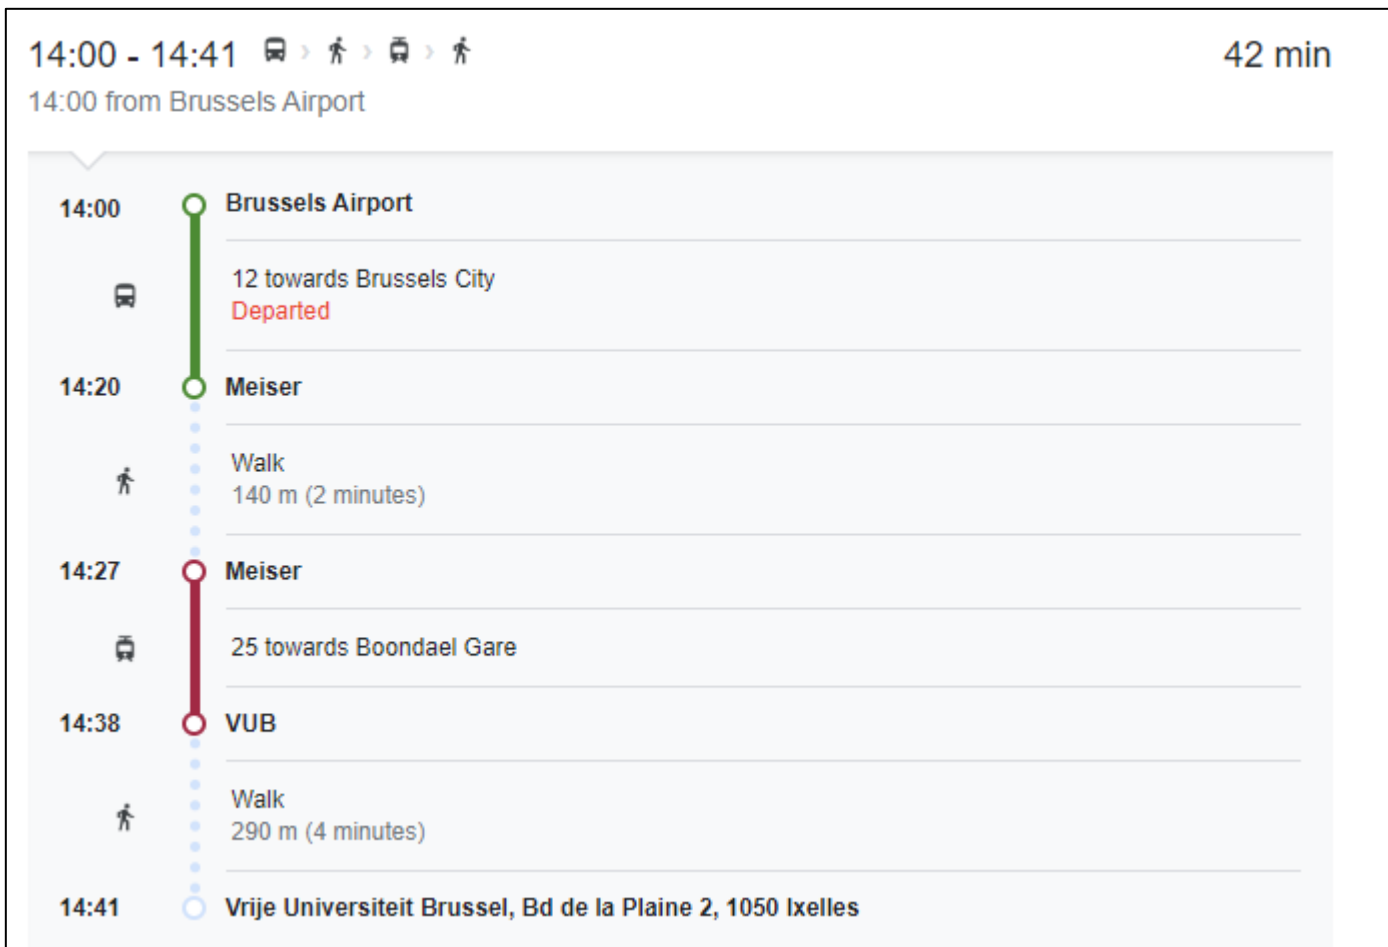 14:00 - 14:41
42 min
14:00 from Brussels Airport
14:00 Brussels Airport
12 towards Brussels City
Departed
14:20 Meiser
Walk
140 m (2 minutes)
14:27 Meiser
25 towards Boondael Gare
14:38 VUB
Walk
290 m (4 minutes)
14:41 Vrije Universiteit Brussel, Bd de la Plaine 2, 1050 Ixelles